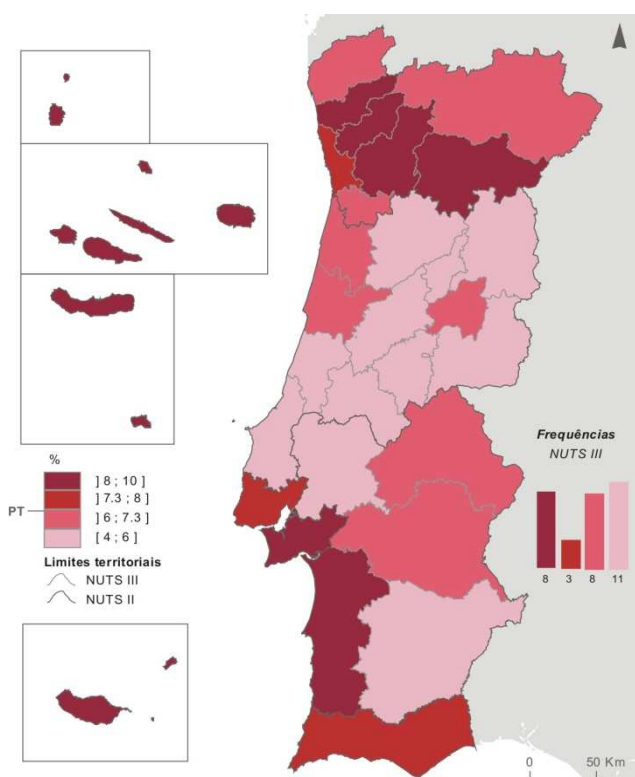 %
] 8 ; 10 ]
] 7.3 ; 8 ]
PT
] 6 ; 7.3 ]
[ 4 ; 6 ]
Limites territoriais
NUTS III
NUTS II
Frequências
NUTS III
8 3 8 11
0 50 Km